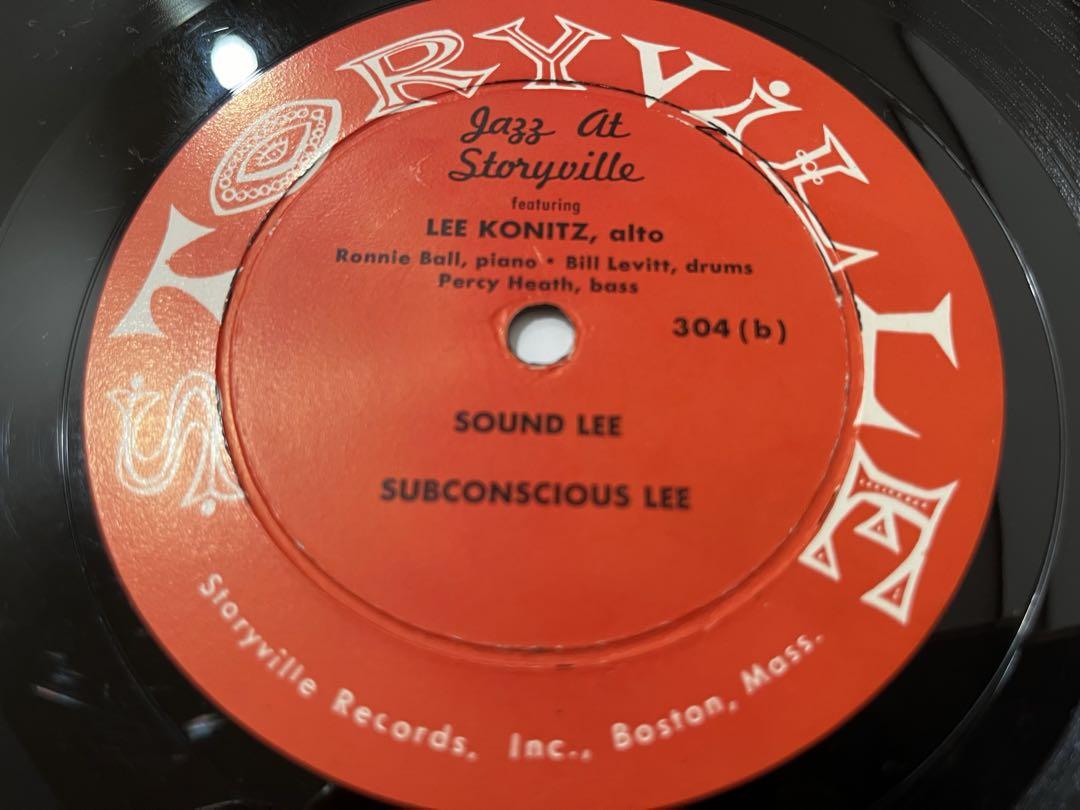 STORYVILLE
Jazz At
Storyville
featuring
LEE KONITZ, alto
Ronnie Ball, piano • Bill Levitt, drums
Percy Heath, bass
304 (b)
SOUND LEE
SUBCONSCIOUS LEE
Storyville Records, Inc., Boston, Mass.